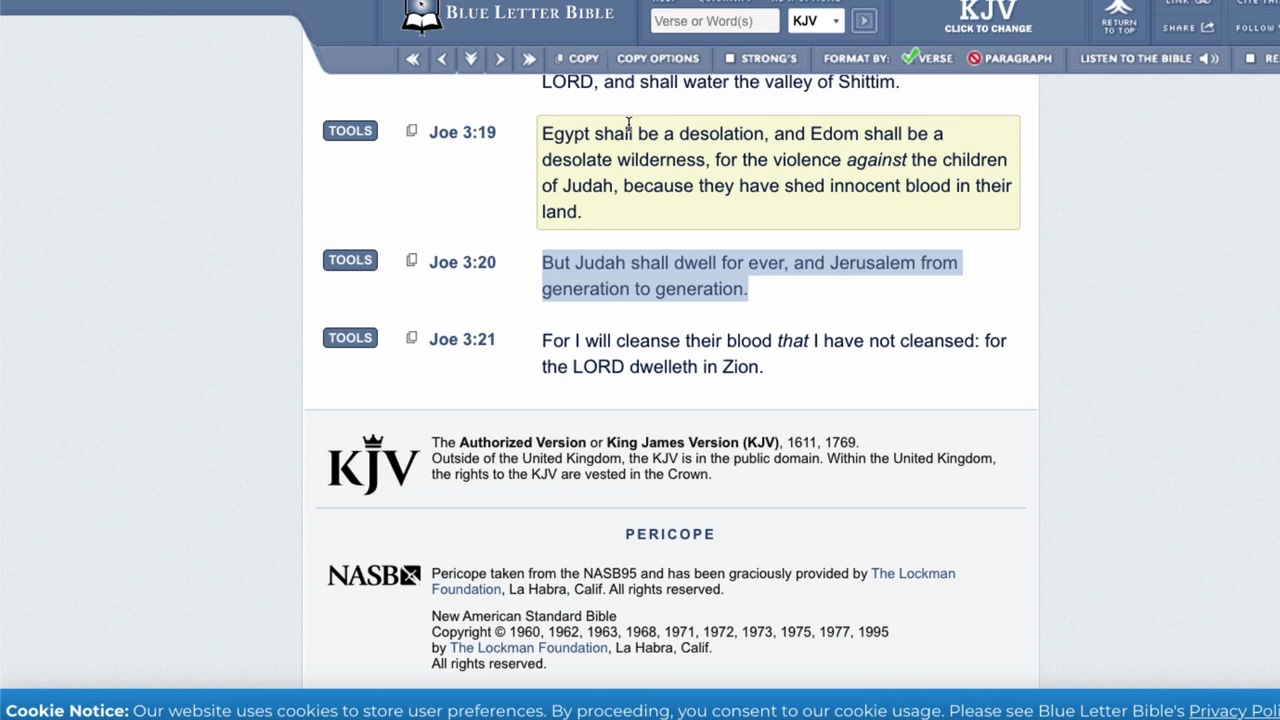 BLUE LETTER BIBLE
Verse or Word(s)
KJV
KJV
CLICK TO CHANGE
RETURN
TO TOP
SHARE
FOLLOW
COPY
COPY OPTIONS
STRONG'S
FORMAT BY:
VERSE
PARAGRAPH
LISTEN TO THE BIBLE
RE
LORD, and shall water the valley of Shittim.
TOOLS
Joe 3:19
Egypt shall be a desolation, and Edom shall be a
desolate wilderness, for the violence against the children
of Judah, because they have shed innocent blood in their
land.
TOOLS
Joe 3:20
But Judah shall dwell for ever, and Jerusalem from
generation to generation.
TOOLS
Joe 3:21
For I will cleanse their blood that I have not cleansed: for
the LORD dwelleth in Zion.
KJV
The Authorized Version or King James Version (KJV), 1611, 1769.
Outside of the United Kingdom, the KJV is in the public domain. Within the United Kingdom,
the rights to the KJV are vested in the Crown.
PERICOPE
NASB
Pericope taken from the NASB95 and has been graciously provided by The Lockman
Foundation, La Habra, Calif. All rights reserved.
New American Standard Bible
Copyright © 1960, 1962, 1963, 1968, 1971, 1972, 1973, 1975, 1977, 1995
by The Lockman Foundation, La Habra, Calif.
All rights reserved.
Cookie Notice: Our website uses cookies to store user preferences. By proceeding, you consent to our cookie usage. Please see Blue Letter Bible's Privacy Pol